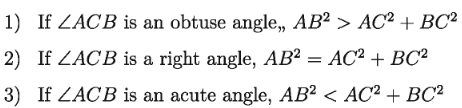 1) If ∠ACB is an obtuse angle,, AB² > AC² + BC²
2) If ∠ACB is a right angle, AB² = AC² + BC²
3) If ∠ACB is an acute angle, AB² < AC² + BC²